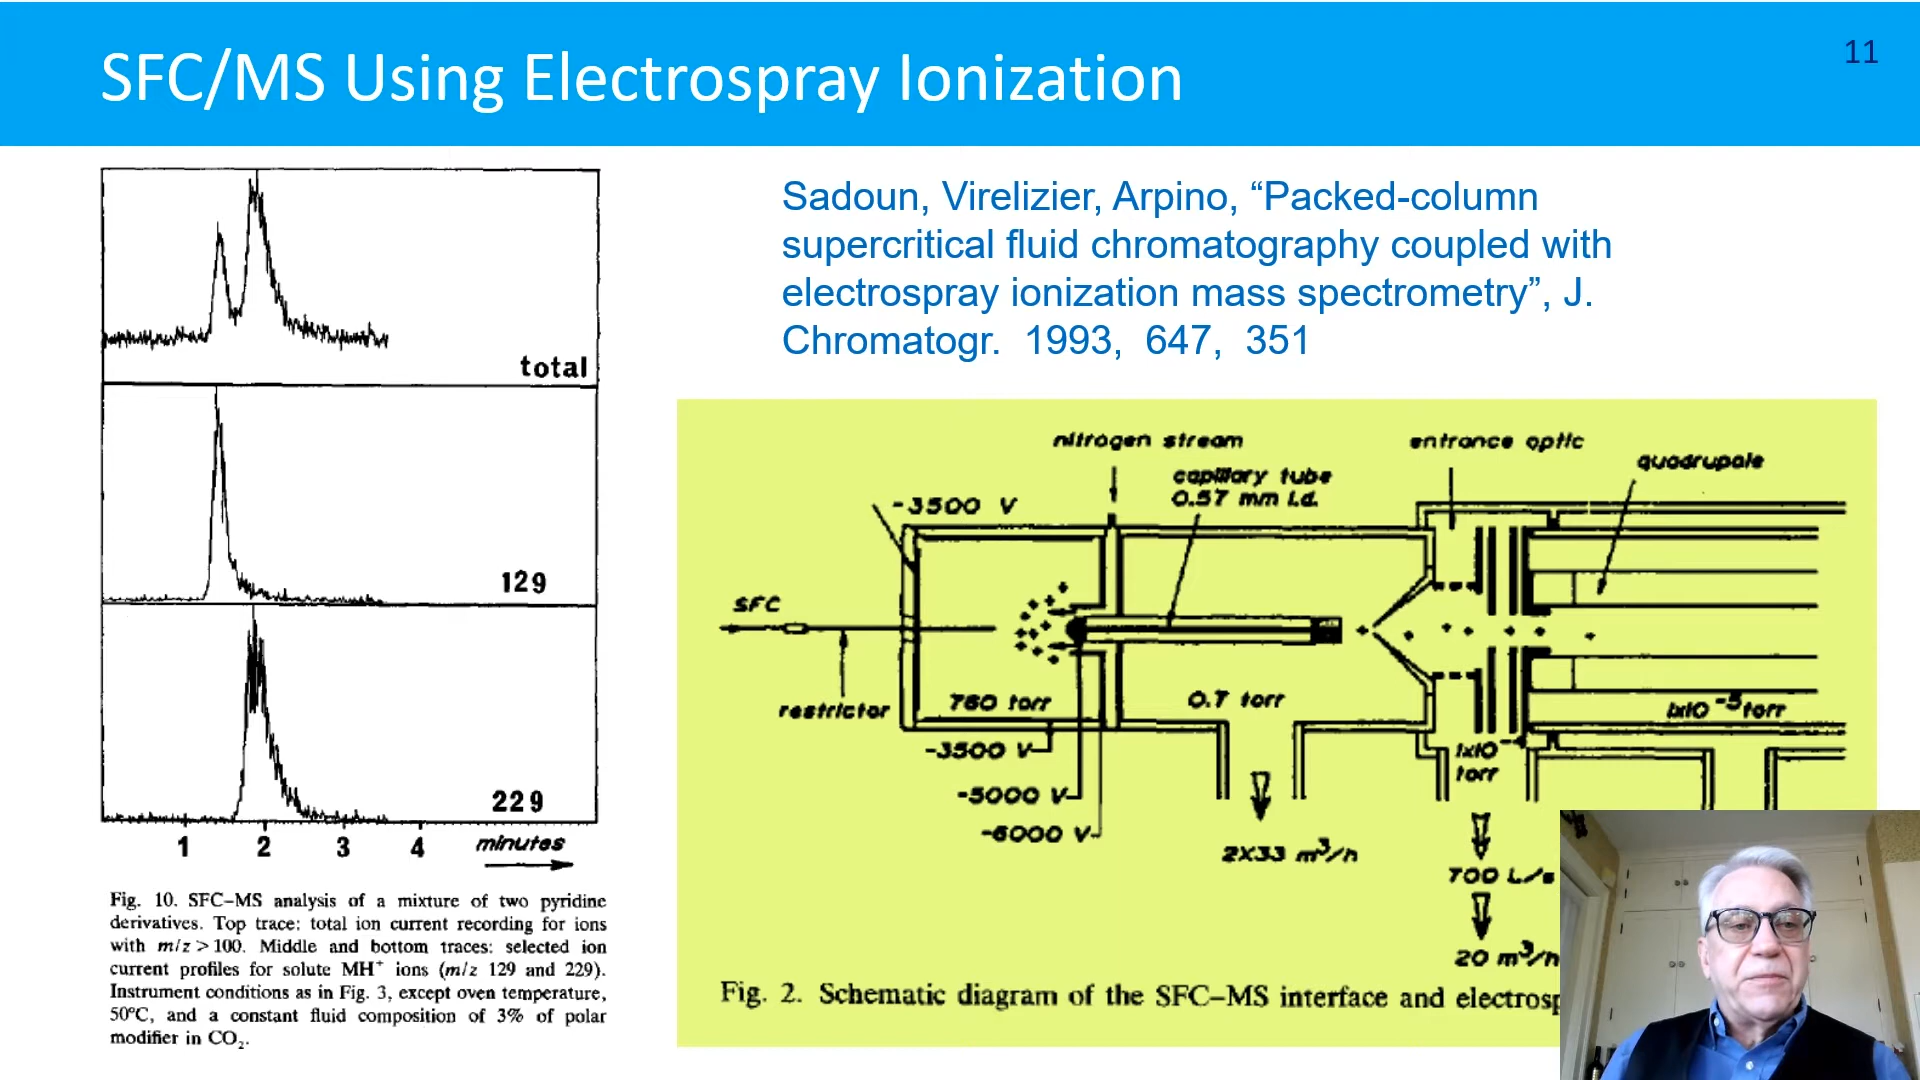 SFC/MS Using Electrospray Ionization
11
total
129
229
1 2 3 4 minutes
Fig. 10. SFC–MS analysis of a mixture of two pyridine
derivatives. Top trace: total ion current recording for ions
with m/z > 100. Middle and bottom traces: selected ion
current profiles for solute MH⁺ ions (m/z 129 and 229).
Instrument conditions as in Fig. 3, except oven temperature,
50°C, and a constant fluid composition of 3% of polar
modifier in CO₂.
Sadoun, Virelizier, Arpino, “Packed-column
supercritical fluid chromatography coupled with
electrospray ionization mass spectrometry”, J.
Chromatogr. 1993, 647, 351
nitrogen stream
entrance optic
quadrupole
capillary tube
0.57 mm i.d.
-3500 V
SFC
restrictor
760 torr
0.7 torr
1x10⁻⁵ torr
-3500 V
1x10⁻⁴
torr
-5000 V
-6000 V
2X33 m³/h
700 L/s
20 m³/h
Fig. 2. Schematic diagram of the SFC–MS interface and electrosp